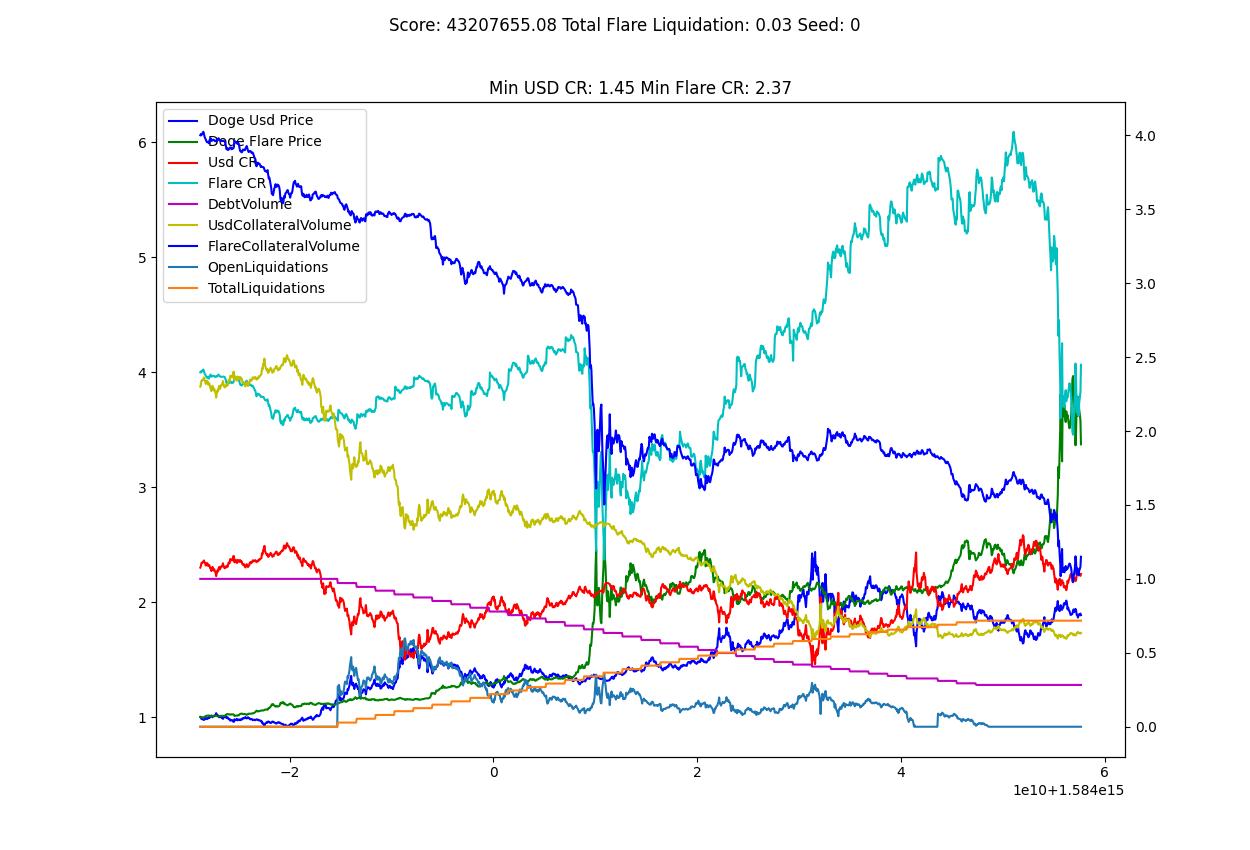 Score: 43207655.08 Total Flare Liquidation: 0.03 Seed: 0
Min USD CR: 1.45 Min Flare CR: 2.37
Doge Usd Price
Doge Flare Price
Usd CR
Flare CR
DebtVolume
UsdCollateralVolume
FlareCollateralVolume
OpenLiquidations
TotalLiquidations
6
5
4
3
2
1
4.0
3.5
3.0
2.5
2.0
1.5
1.0
0.5
0.0
−2
0
2
4
6
1e10+1.584e15